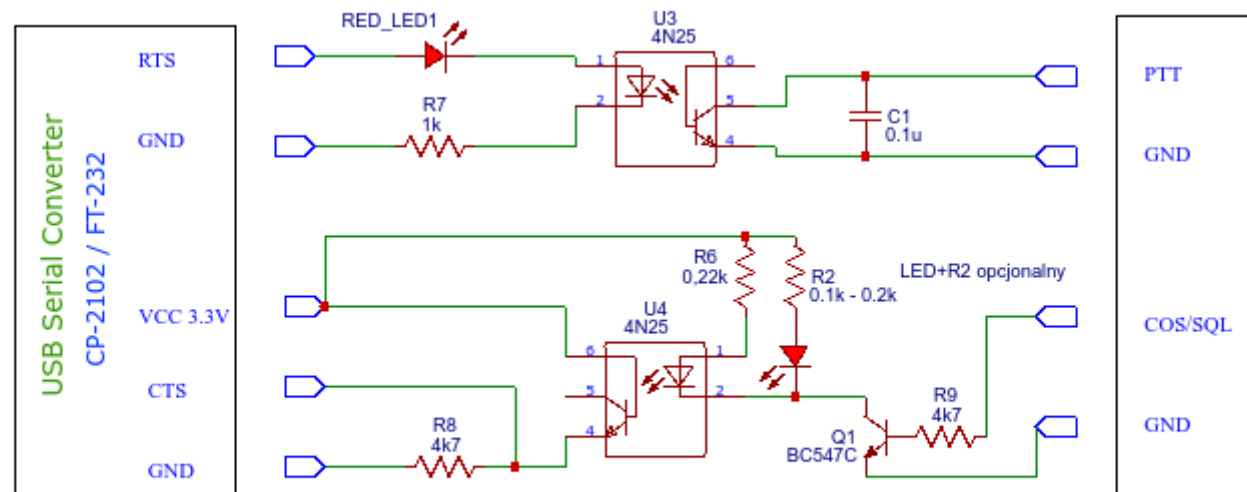 USB Serial Converter
CP-2102 / FT-232
RTS
GND
VCC 3.3V
CTS
GND
RED_LED1
R7
1k
U3
4N25
1
2
6
5
4
C1
0.1u
PTT
GND
R6
0,22k
R2
0.1k - 0.2k
LED+R2 opcjonalny
U4
4N25
6
5
4
1
2
R8
4k7
Q1
BC547C
R9
4k7
COS/SQL
GND